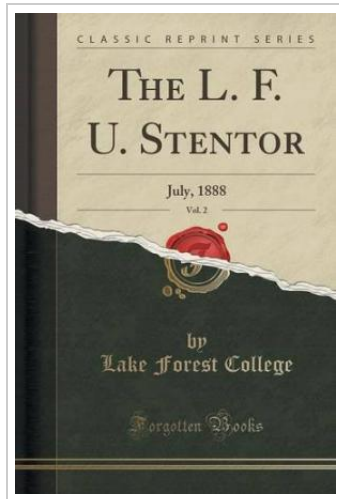 CLASSIC REPRINT SERIES
THE L. F.
U. STENTOR
July, 1888
Vol. 2
by
Lake Forest College
Forgotten Books